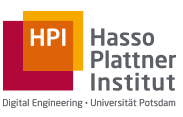 HPI
Hasso
Plattner
Institut
Digital Engineering • Universität Potsdam